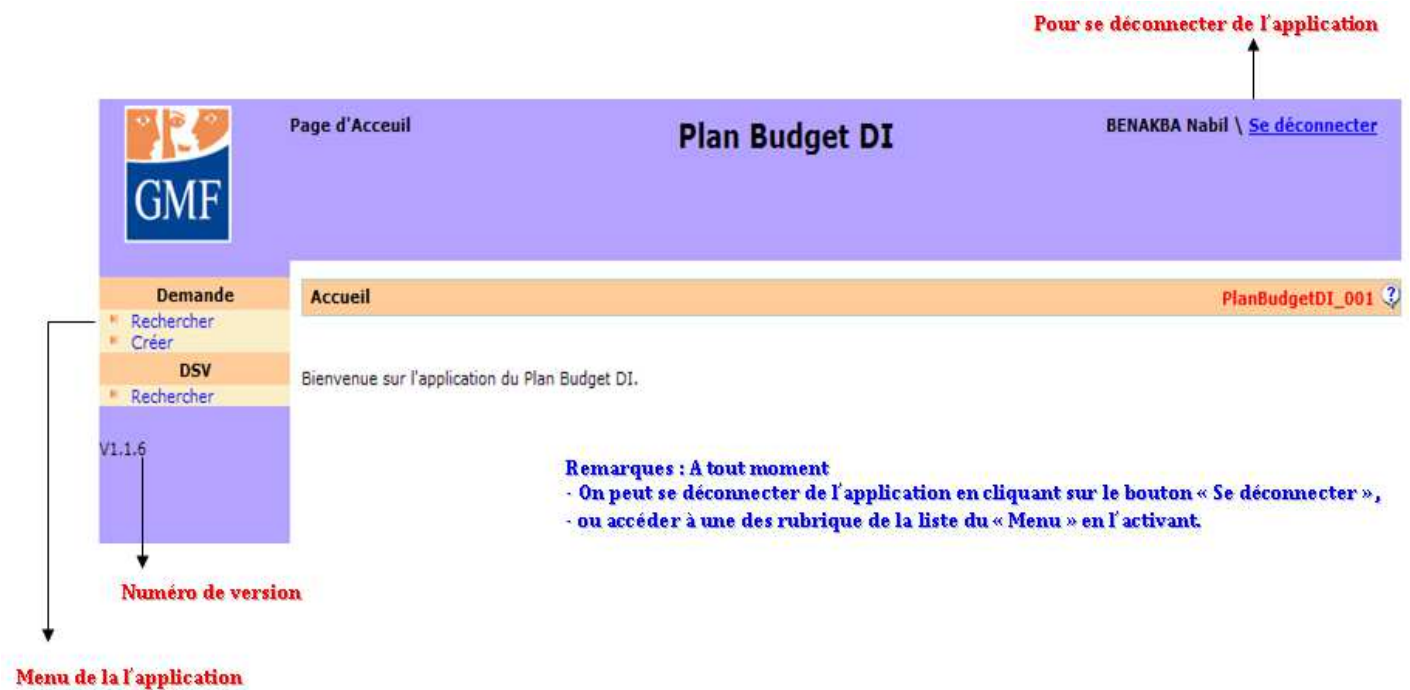 Pour se déconnecter de l'application
Page d'Acceuil
Plan Budget DI
BENAKBA Nabil \ Se déconnecter
GMF
Demande
Rechercher
Créer
DSV
Rechercher
V1.1.6
Accueil
PlanBudgetDI_001
Bienvenue sur l'application du Plan Budget DI.
Remarques : A tout moment
- On peut se déconnecter de l'application en cliquant sur le bouton « Se déconnecter »,
- ou accéder à une des rubrique de la liste du « Menu » en l'activant.
Numéro de version
Menu de la l'application